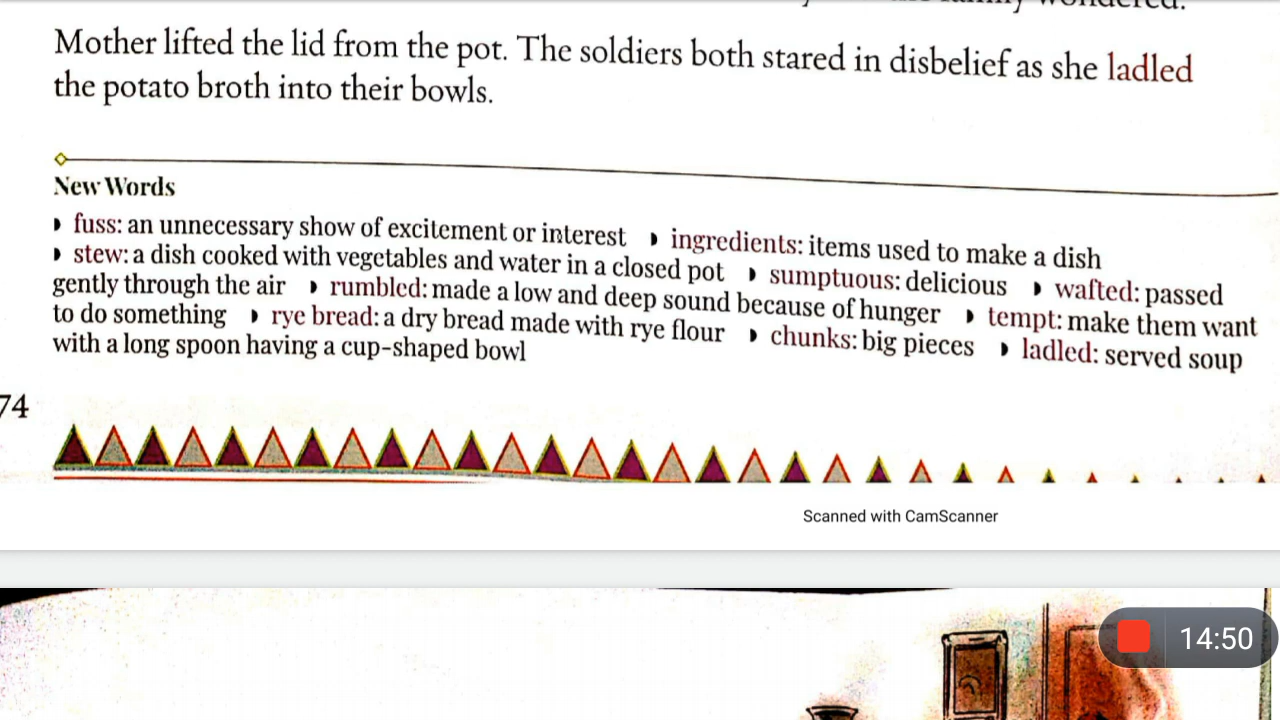 Mother lifted the lid from the pot. The soldiers both stared in disbelief as she ladled
the potato broth into their bowls.
New Words
fuss: an unnecessary show of excitement or interest ingredients: items used to make a dish
stew: a dish cooked with vegetables and water in a closed pot sumptuous: delicious wafted: passed
gently through the air rumbled: made a low and deep sound because of hunger tempt: make them want
to do something rye bread: a dry bread made with rye flour chunks: big pieces ladled: served soup
with a long spoon having a cup-shaped bowl
74
Scanned with CamScanner
14:50